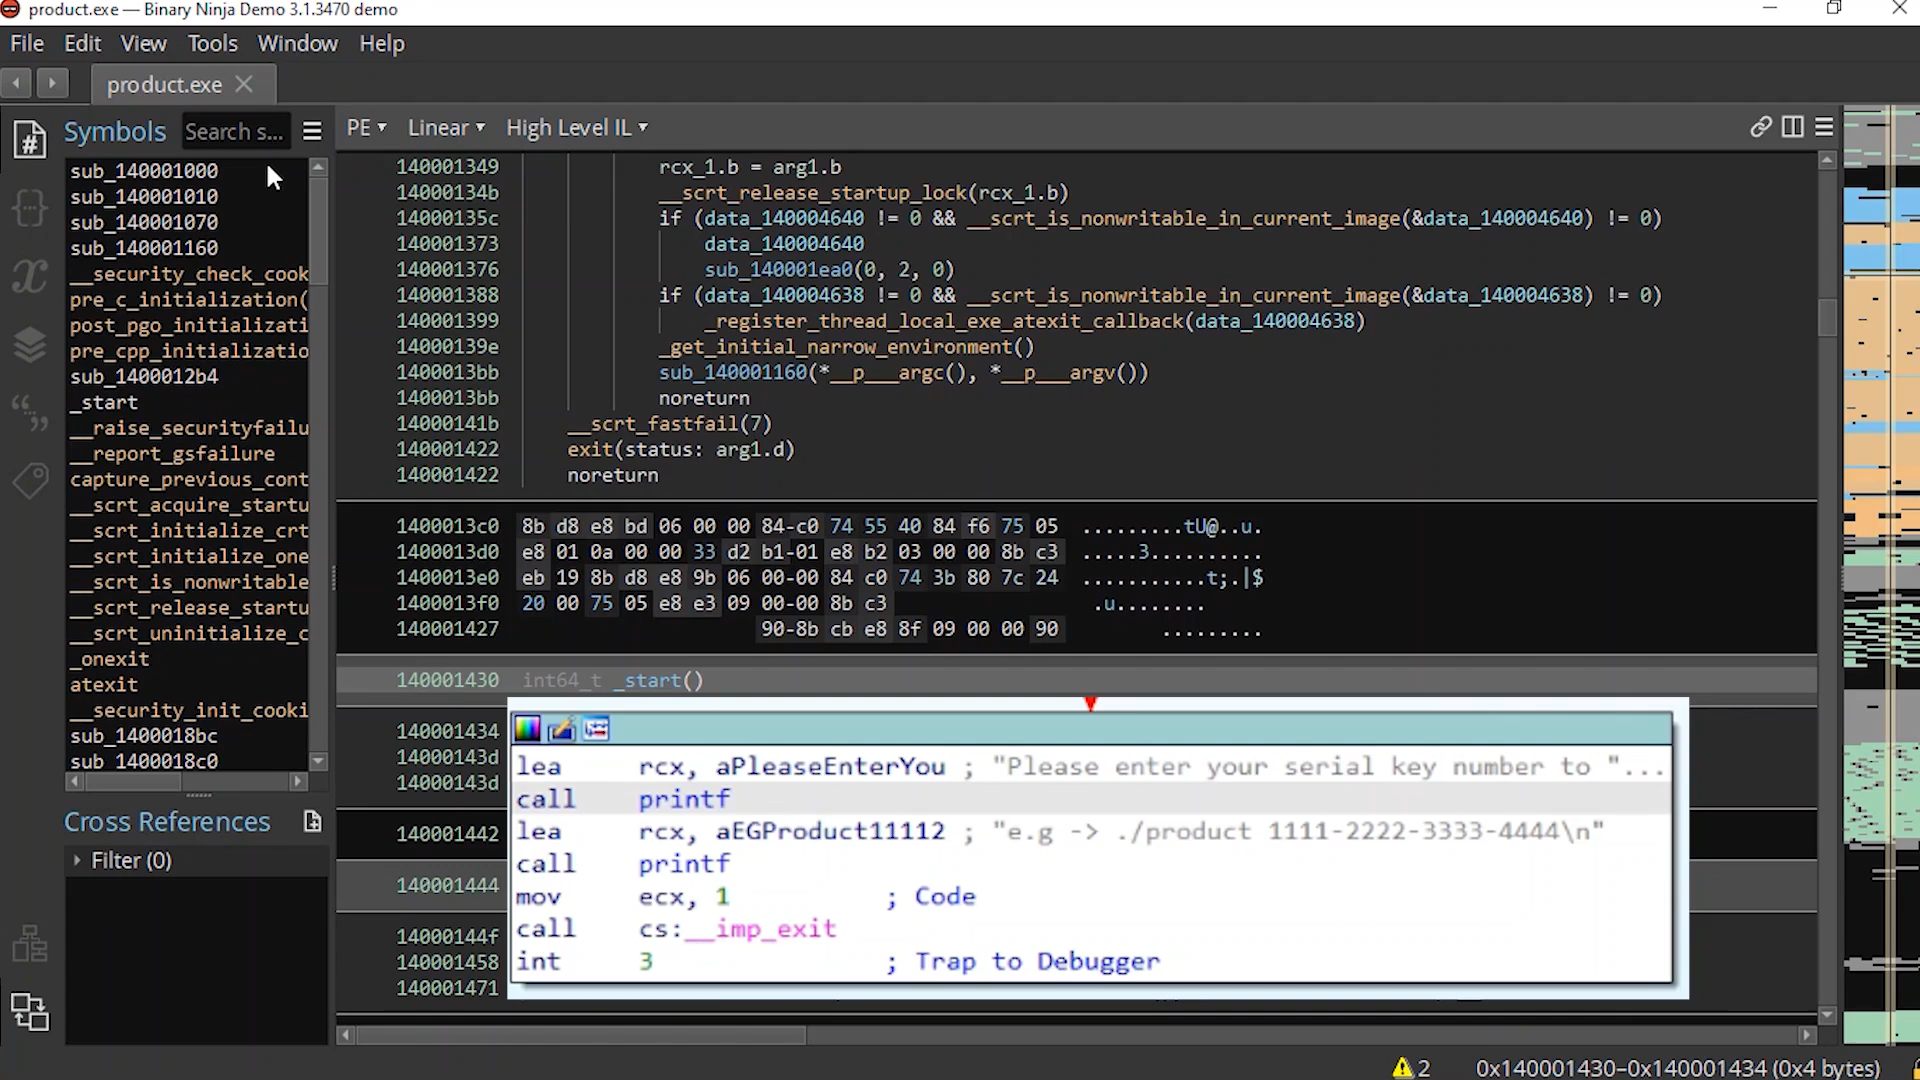 product.exe — Binary Ninja Demo 3.1.3470 demo
File Edit View Tools Window Help
product.exe
Symbols Search s...
sub_140001000
sub_140001010
sub_140001070
sub_140001160
__security_check_cook
pre_c_initialization(
post_pgo_initializati
pre_cpp_initializatio
sub_1400012b4
_start
__raise_securityfailu
__report_gsfailure
capture_previous_cont
__scrt_acquire_startu
__scrt_initialize_crt
__scrt_initialize_one
__scrt_is_nonwritable
__scrt_release_startu
__scrt_uninitialize_c
_onexit
atexit
__security_init_cooki
sub_1400018bc
sub_1400018c0
Cross References
Filter (0)
PE Linear High Level IL
140001349 rcx_1.b = arg1.b
14000134b __scrt_release_startup_lock(rcx_1.b)
14000135c if (data_140004640 != 0 && __scrt_is_nonwritable_in_current_image(&data_140004640) != 0)
140001373 data_140004640
140001376 sub_140001ea0(0, 2, 0)
140001388 if (data_140004638 != 0 && __scrt_is_nonwritable_in_current_image(&data_140004638) != 0)
140001399 _register_thread_local_exe_atexit_callback(data_140004638)
14000139e _get_initial_narrow_environment()
1400013bb sub_140001160(*__p___argc(), *__p___argv())
1400013bb noreturn
14000141b __scrt_fastfail(7)
140001422 exit(status: arg1.d)
140001422 noreturn
1400013c0 8b d8 e8 bd 06 00 00 84-c0 74 55 40 84 f6 75 05 .........tU@..u.
1400013d0 e8 01 0a 00 00 33 d2 b1-01 e8 b2 03 00 00 8b c3 .....3..........
1400013e0 eb 19 8b d8 e8 9b 06 00-00 84 c0 74 3b 80 7c 24 ...........t;.|$
1400013f0 20 00 75 05 e8 e3 09 00-00 8b c3 .u........
140001427 90-8b cb e8 8f 09 00 00 90 .........
140001430 int64_t _start()
140001434
14000143d
14000143d
140001442
140001444
14000144f
140001458
140001471
lea rcx, aPleaseEnterYou ; "Please enter your serial key number to "...
call printf
lea rcx, aEGProduct11112 ; "e.g -> ./product 1111-2222-3333-4444\n"
call printf
mov ecx, 1 ; Code
call cs:__imp_exit
int 3 ; Trap to Debugger
2 0x140001430-0x140001434 (0x4 bytes)